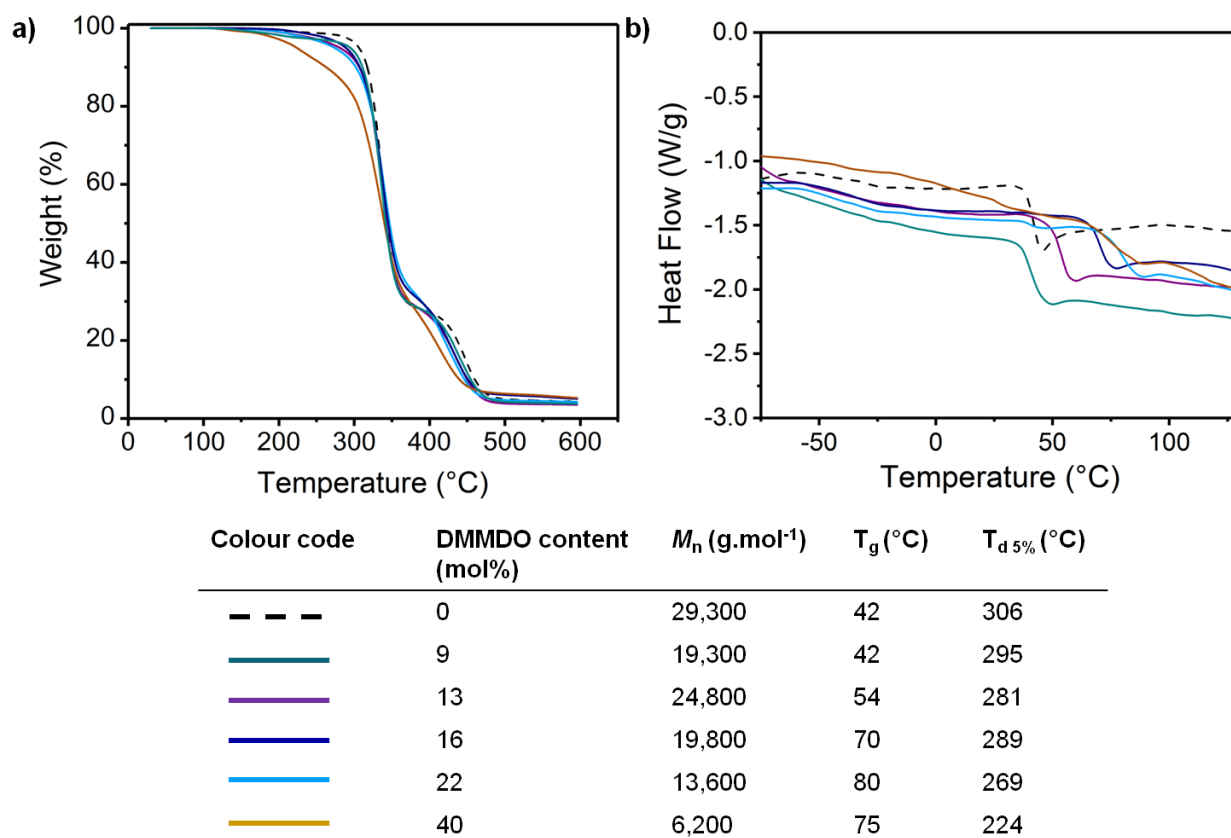 a)
100
80
60
40
20
0
Weight (%)
0 100 200 300 400 500 600
Temperature (°C)
b)
0.0
-0.5
-1.0
-1.5
-2.0
-2.5
-3.0
Heat Flow (W/g)
-50 0 50 100
Temperature (°C)
Colour code DMMDO content (mol%) Mn (g.mol-1) Tg (°C) Td 5% (°C)
0 29,300 42 306
9 19,300 42 295
13 24,800 54 281
16 19,800 70 289
22 13,600 80 269
40 6,200 75 224